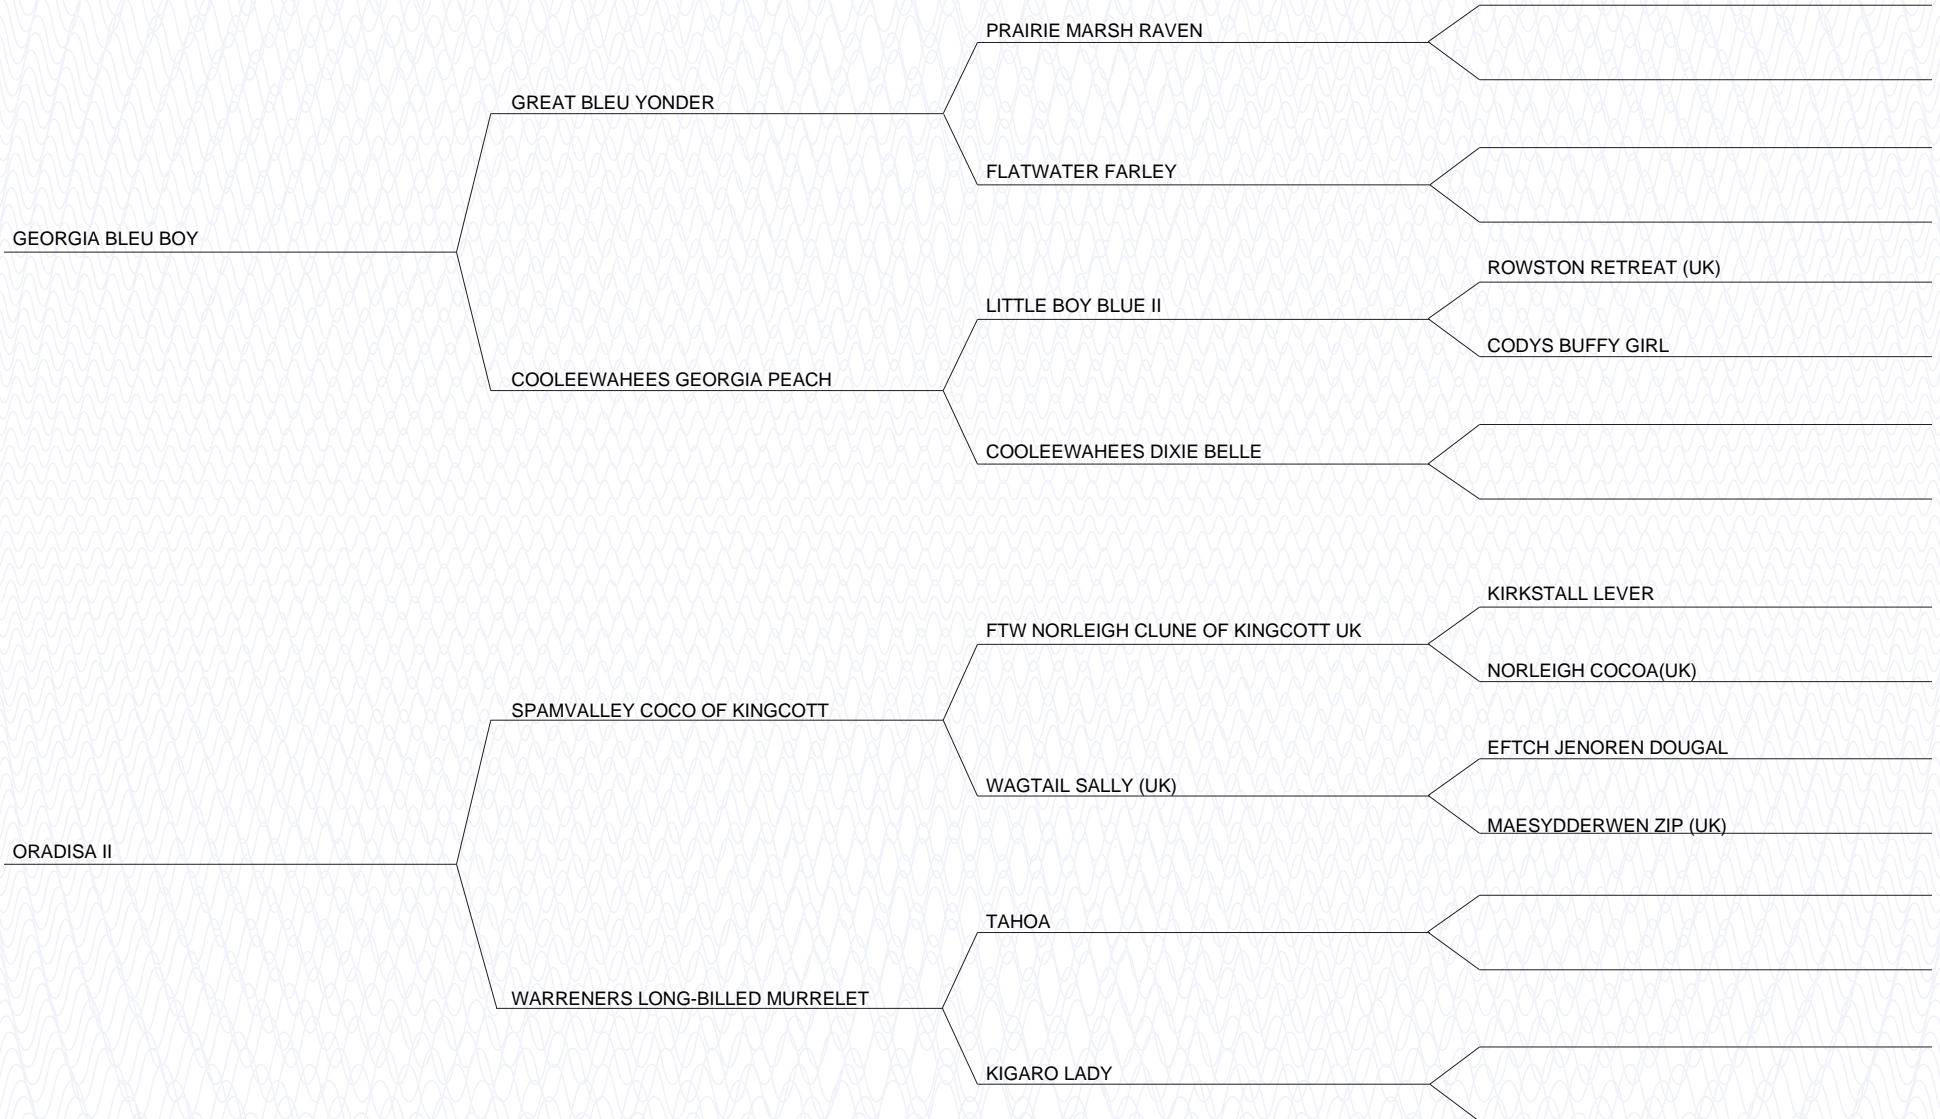 PRAIRIE MARSH RAVEN
GREAT BLEU YONDER
FLATWATER FARLEY
GEORGIA BLEU BOY
ROWSTON RETREAT (UK)
LITTLE BOY BLUE II
CODYS BUFFY GIRL
COOLEEWAHEES GEORGIA PEACH
COOLEEWAHEES DIXIE BELLE
KIRKSTALL LEVER
FTW NORLEIGH CLUNE OF KINGCOTT UK
NORLEIGH COCOA(UK)
SPAMVALLEY COCO OF KINGCOTT
EFTCH JENOREN DOUGAL
WAGTAIL SALLY (UK)
MAESYDDERWEN ZIP (UK)
ORADISA II
TAHOA
WARRENERS LONG-BILLED MURRELET
KIGARO LADY